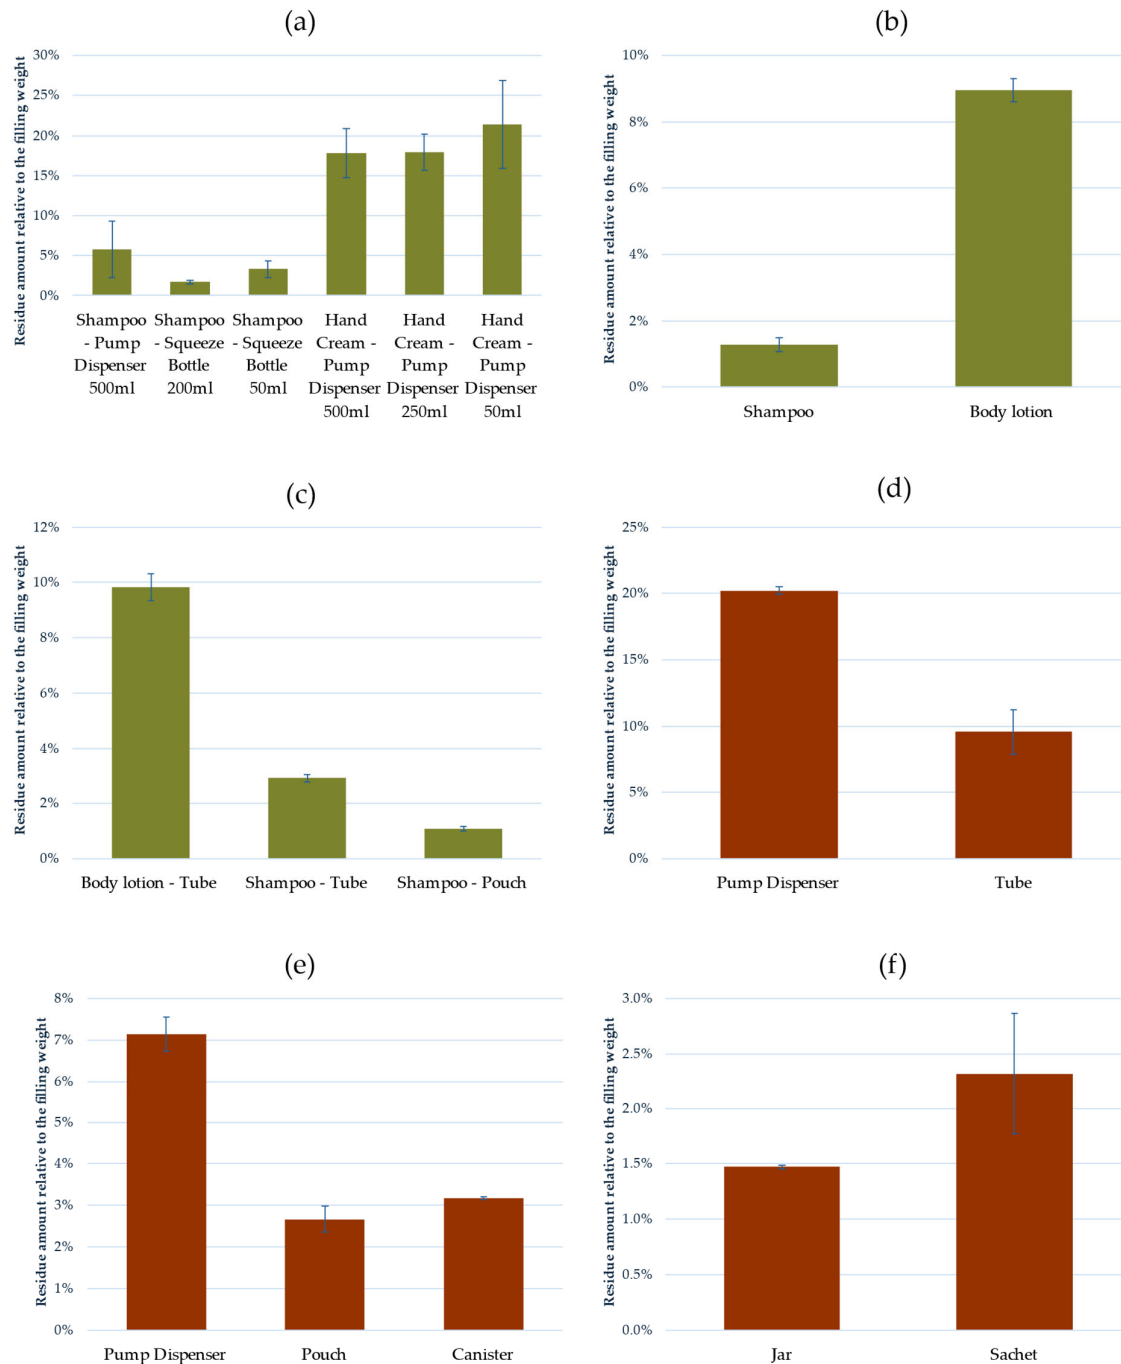 (a)
Residue amount relative to the filling weight
30%
25%
20%
15%
10%
5%
0%
Shampoo - Pump Dispenser 500ml
Shampoo - Squeeze Bottle 200ml
Shampoo - Squeeze Bottle 50ml
Hand Cream - Pump Dispenser 500ml
Hand Cream - Pump Dispenser 250ml
Hand Cream - Pump Dispenser 50ml
(b)
Residue amount relative to the filling weight
10%
8%
6%
4%
2%
0%
Shampoo
Body lotion
(c)
Residue amount relative to the filling weight
12%
10%
8%
6%
4%
2%
0%
Body lotion - Tube
Shampoo - Tube
Shampoo - Pouch
(d)
Residue amount relative to the filling weight
25%
20%
15%
10%
5%
0%
Pump Dispenser
Tube
(e)
Residue amount relative to the filling weight
8%
7%
6%
5%
4%
3%
2%
1%
0%
Pump Dispenser
Pouch
Canister
(f)
Residue amount relative to the filling weight
3.0%
2.5%
2.0%
1.5%
1.0%
0.5%
0.0%
Jar
Sachet